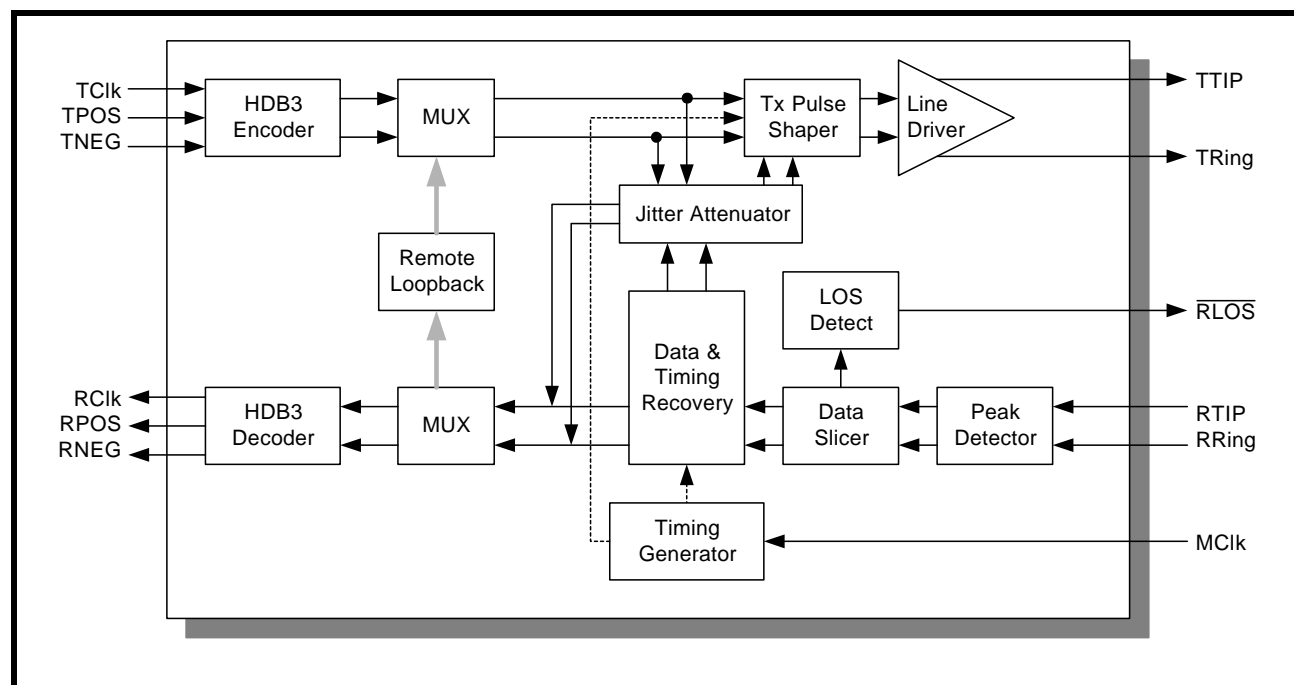 TClk
TPOS
TNEG
HDB3
Encoder
MUX
Tx Pulse
Shaper
Line
Driver
TTIP
TRing
Jitter Attenuator
Remote
Loopback
LOS
Detect
RLOS
Data &
Timing
Recovery
RClk
RPOS
RNEG
HDB3
Decoder
MUX
Data
Slicer
Peak
Detector
RTIP
RRing
Timing
Generator
MClk